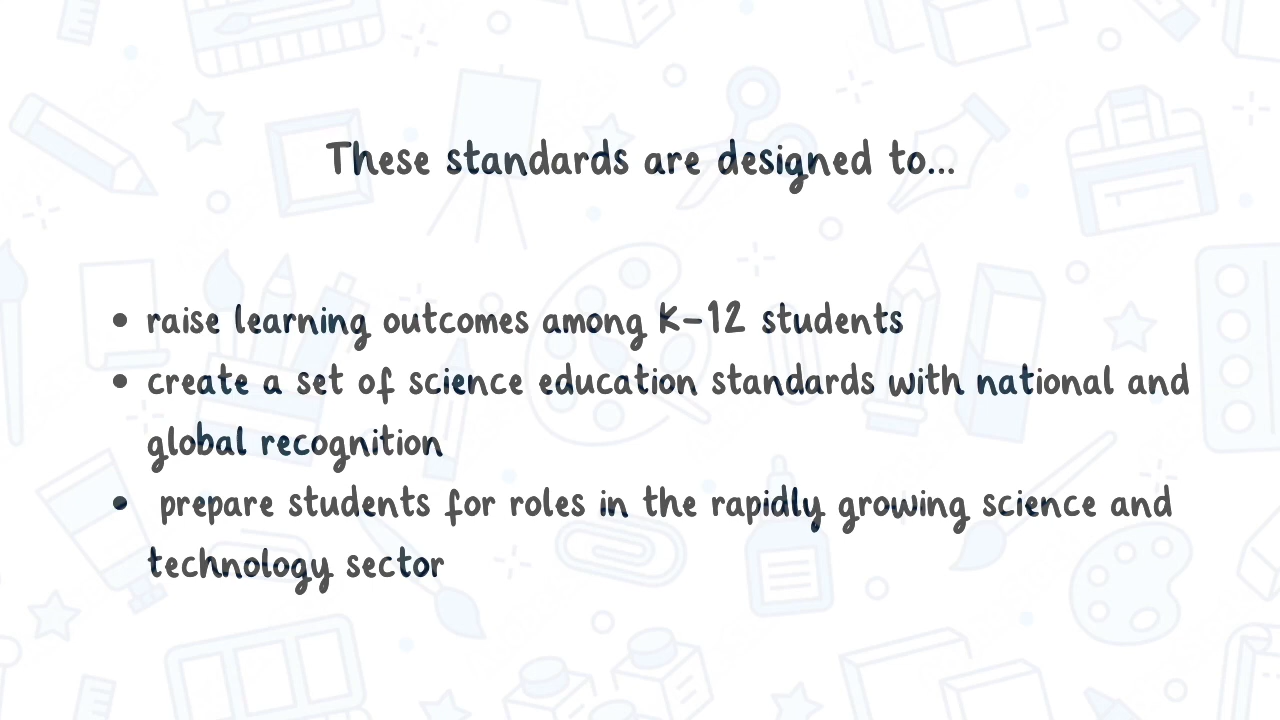 These standards are designed to...
• raise learning outcomes among K-12 students
• create a set of science education standards with national and
global recognition
• prepare students for roles in the rapidly growing science and
technology sector